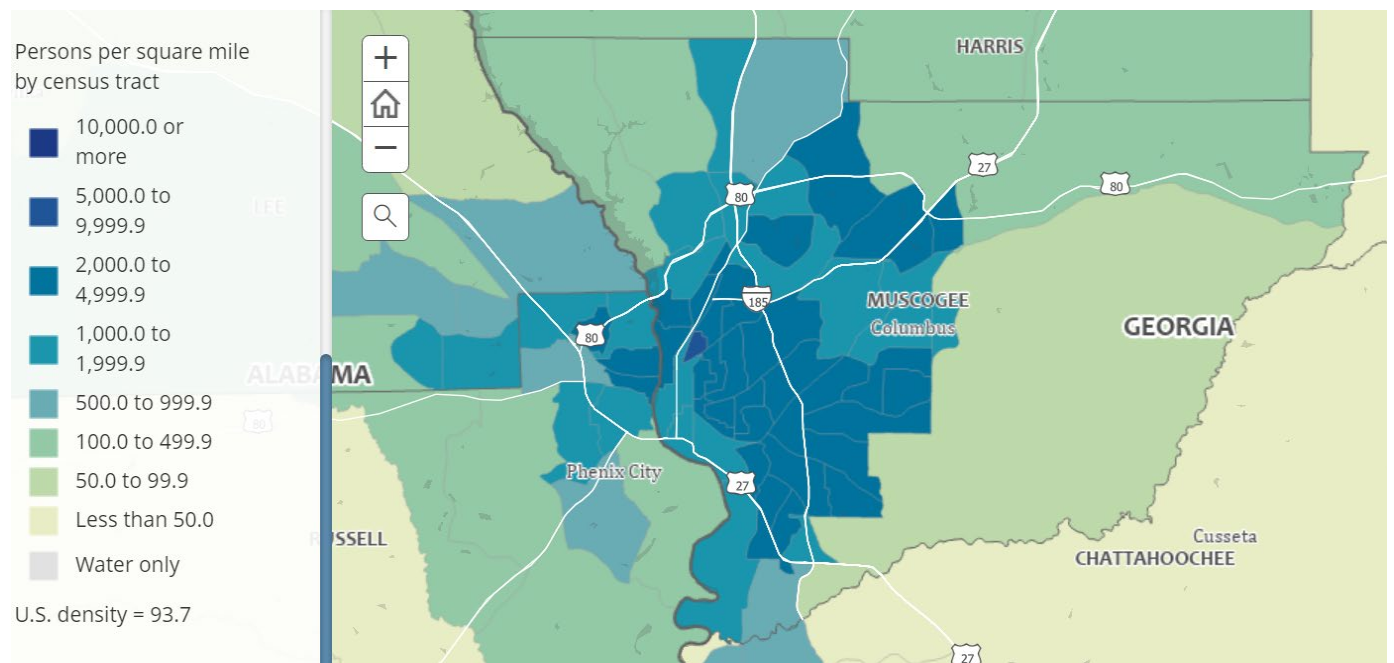 Persons per square mile
by census tract
10,000.0 or
more
5,000.0 to
9,999.9
2,000.0 to
4,999.9
1,000.0 to
1,999.9
500.0 to 999.9
100.0 to 499.9
50.0 to 99.9
Less than 50.0
Water only
U.S. density = 93.7
+
−
HARRIS
27
80
80
LEE
MUSCOGEE
185
Columbus
GEORGIA
80
ALABAMA
80
Phenix City
27
RUSSELL
Cusseta
CHATTAHOOCHEE
27